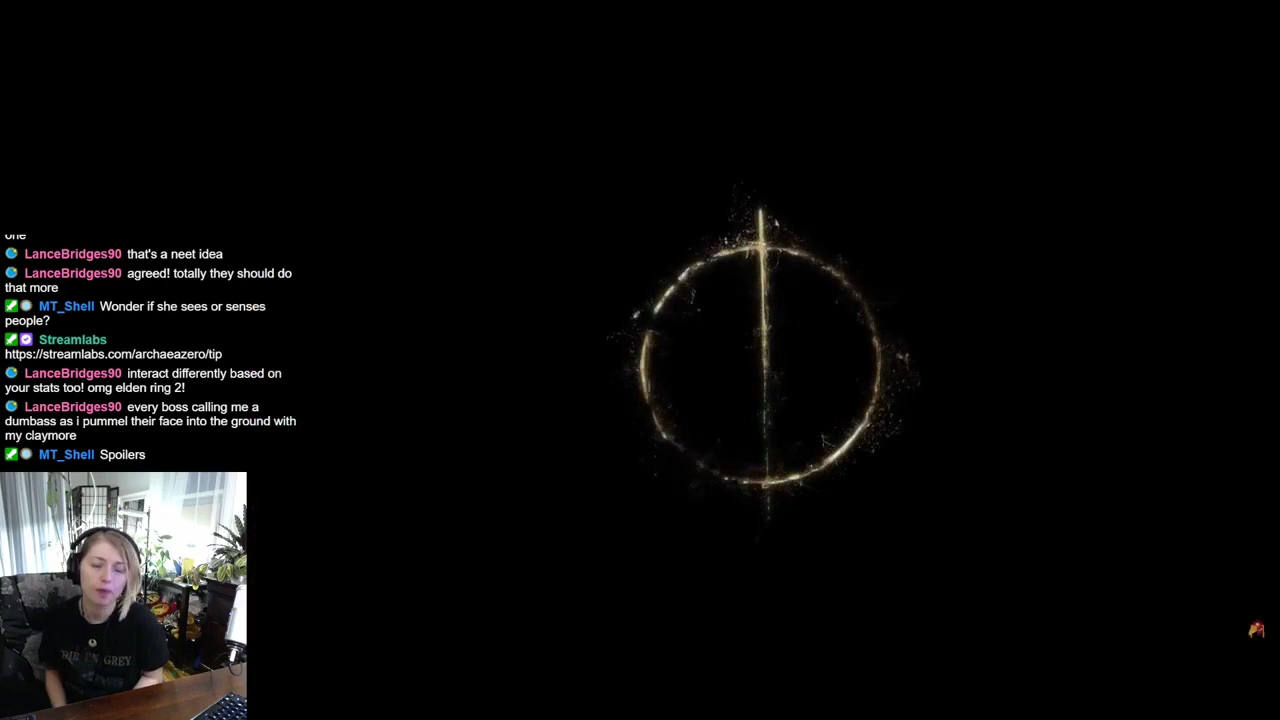 one
LanceBridges90 that's a neet idea
LanceBridges90 agreed! totally they should do
that more
MT_Shell Wonder if she sees or senses
people?
Streamlabs
https://streamlabs.com/archaeazero/tip
LanceBridges90 interact differently based on
your stats too! omg elden ring 2!
LanceBridges90 every boss calling me a
dumbass as i pummel their face into the ground with
my claymore
MT_Shell Spoilers
DIR EN GREY